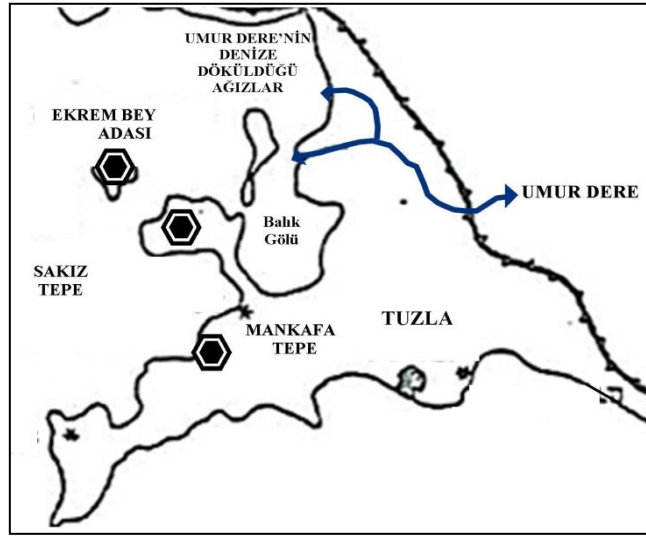 UMUR DERE’NİN
DENİZE
DÖKÜLDÜĞÜ
AĞIZLAR
EKREM BEY
ADASI
UMUR DERE
Balık
Gölü
SAKIZ
TEPE
MANKAFA
TEPE
TUZLA